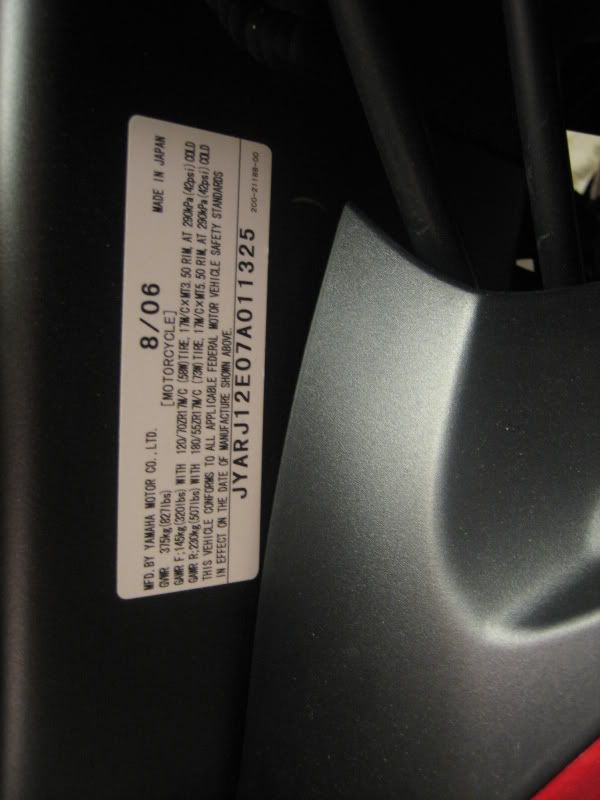 MFD.BY YAMAHA MOTOR CO.,LTD. 8/06 MADE IN JAPAN
GVWR 375kg(827lbs) [MOTORCYCLE]
GAWR F;145kg(320lbs) WITH 120/70ZR17M/C (58W)TIRE, 17M/C×MT3.50 RIM, AT 290kPa(42psi)COLD
GAWR R;230kg(507lbs) WITH 180/55ZR17M/C (73W)TIRE, 17M/C×MT5.50 RIM, AT 290kPa(42psi)COLD
THIS VEHICLE CONFORMS TO ALL APPLICABLE FEDERAL MOTOR VEHICLE SAFETY STANDARDS
IN EFFECT ON THE DATE OF MANUFACTURE SHOWN ABOVE.
JYARJ12E07A011325 2C0-21188-00